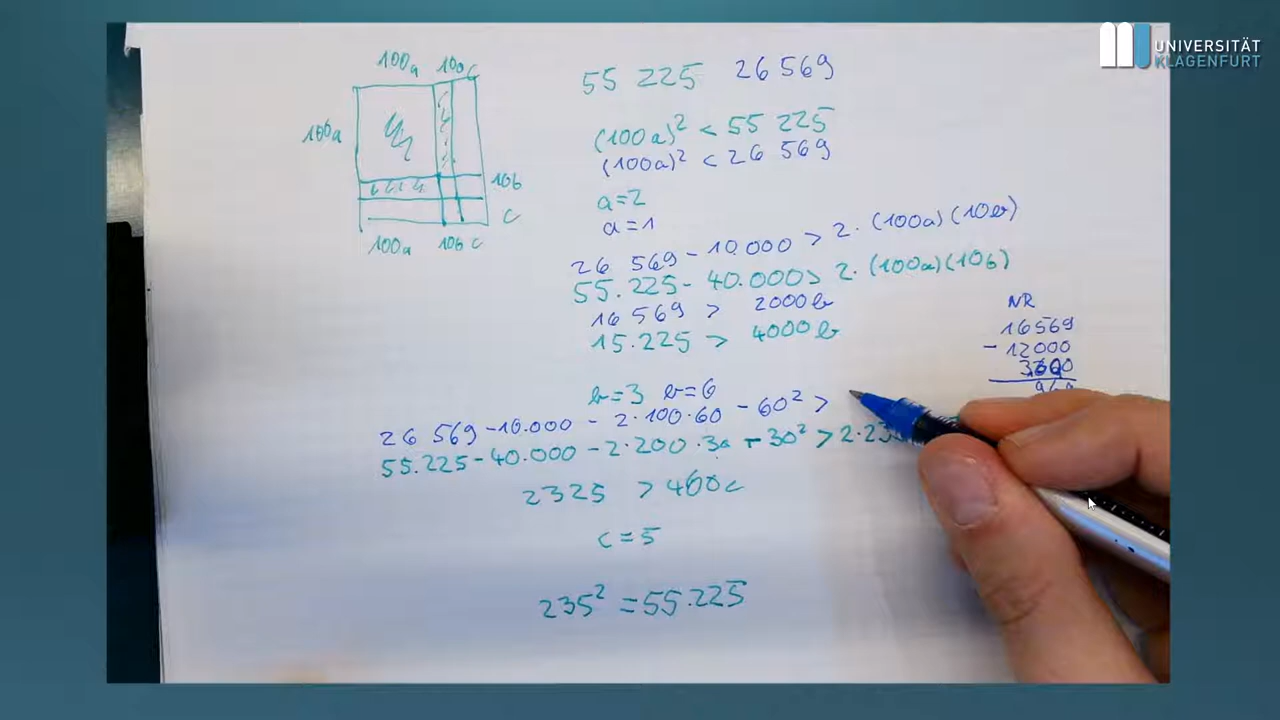 UNIVERSITÄT
KLAGENFURT
100a 100c
100a
10b
c
100a 10b c
55 225 26 569
(100a)² < 55 225
(100a)² < 26 569
a=2
a=1
26 569 - 10.000 > 2. (100a)(10b)
55.225 - 40.000 > 2. (100a)(10b)
16 569 > 2000b
15.225 > 4000b
NR
16569
- 12000
969
b=3 b=6
26 569 - 10.000 - 2·100·60 - 60² >
55.225 - 40.000 - 2·200·30 - 30² > 2·23
2325 > 460c
c = 5
235² = 55.225